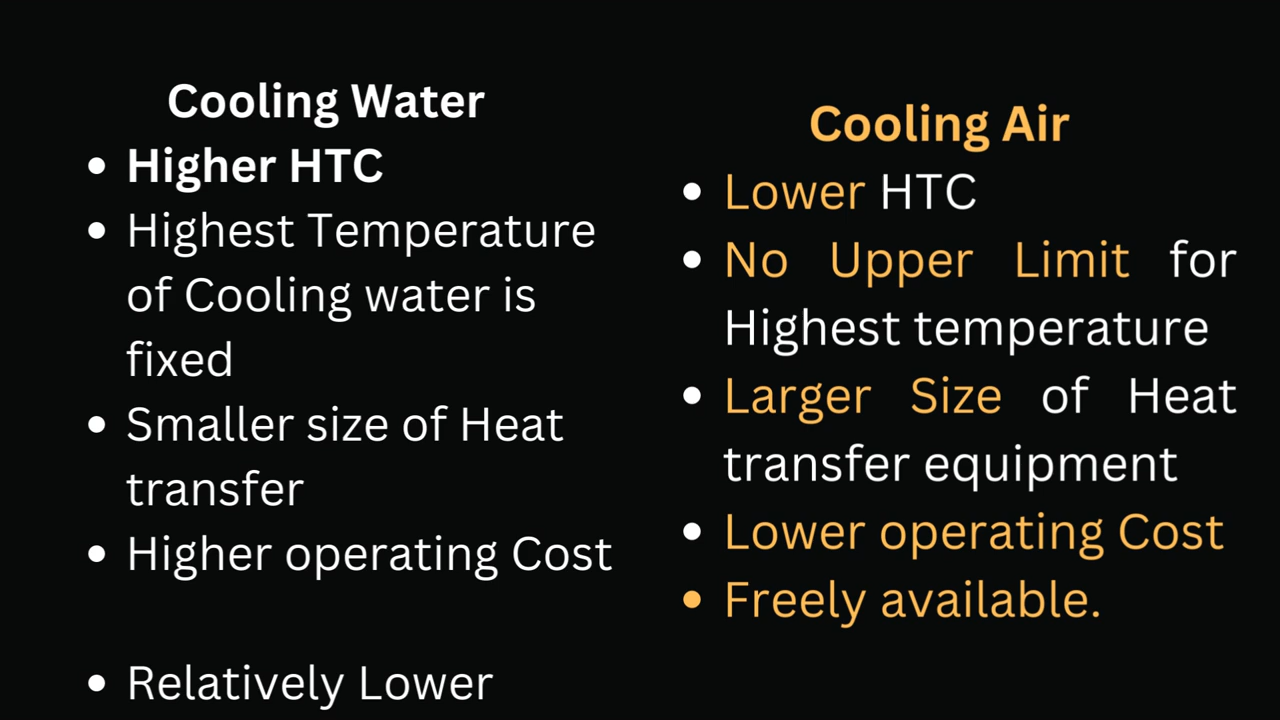 Cooling Water
• Higher HTC
• Highest Temperature
of Cooling water is
fixed
• Smaller size of Heat
transfer
• Higher operating Cost
• Relatively Lower
Cooling Air
• Lower HTC
• No Upper Limit for
Highest temperature
• Larger Size of Heat
transfer equipment
• Lower operating Cost
• Freely available.